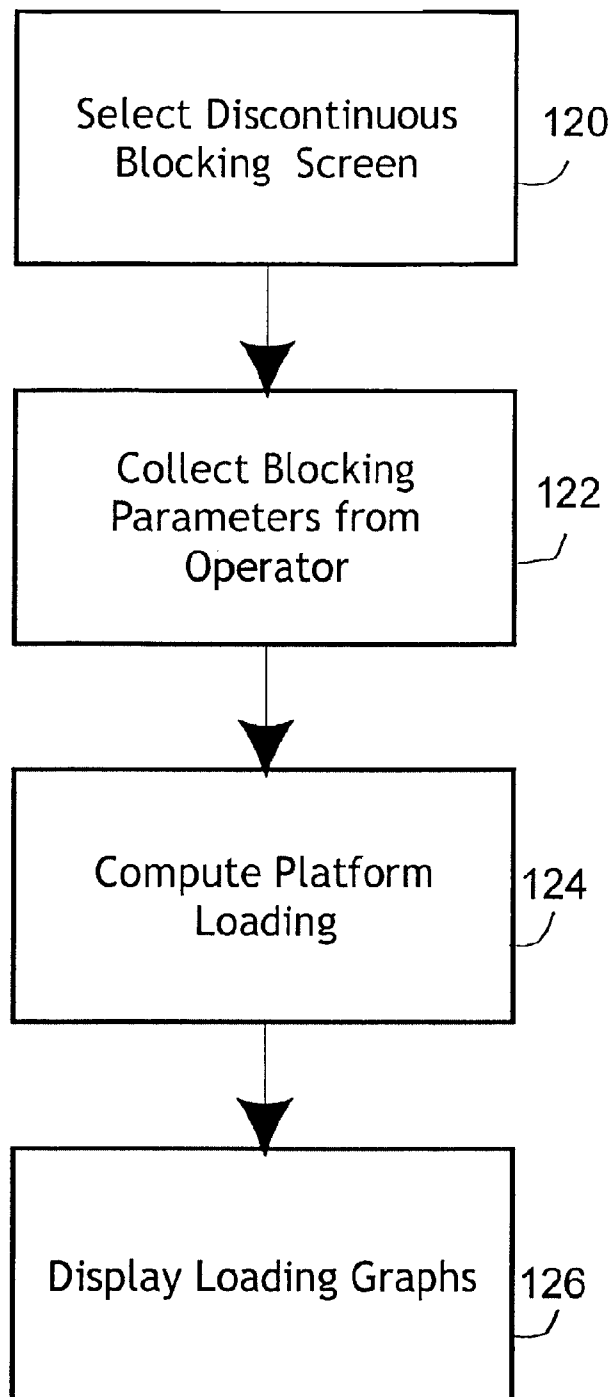 Select Discontinuous
Blocking Screen
120
Collect Blocking
Parameters from
Operator
122
Compute Platform
Loading
124
Display Loading Graphs
126